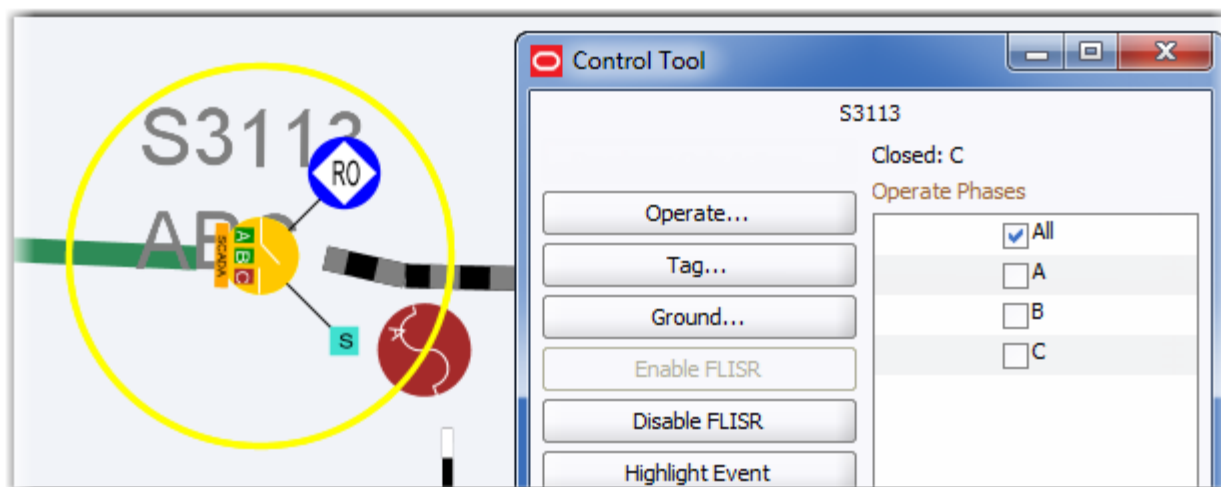 Control Tool
S3113
S3113
Closed: C
Operate Phases
RO
Operate...
All
ABC
A
B
C
SCADA
Tag...
A
Ground...
B
S
A
Enable FLISR
C
Disable FLISR
Highlight Event